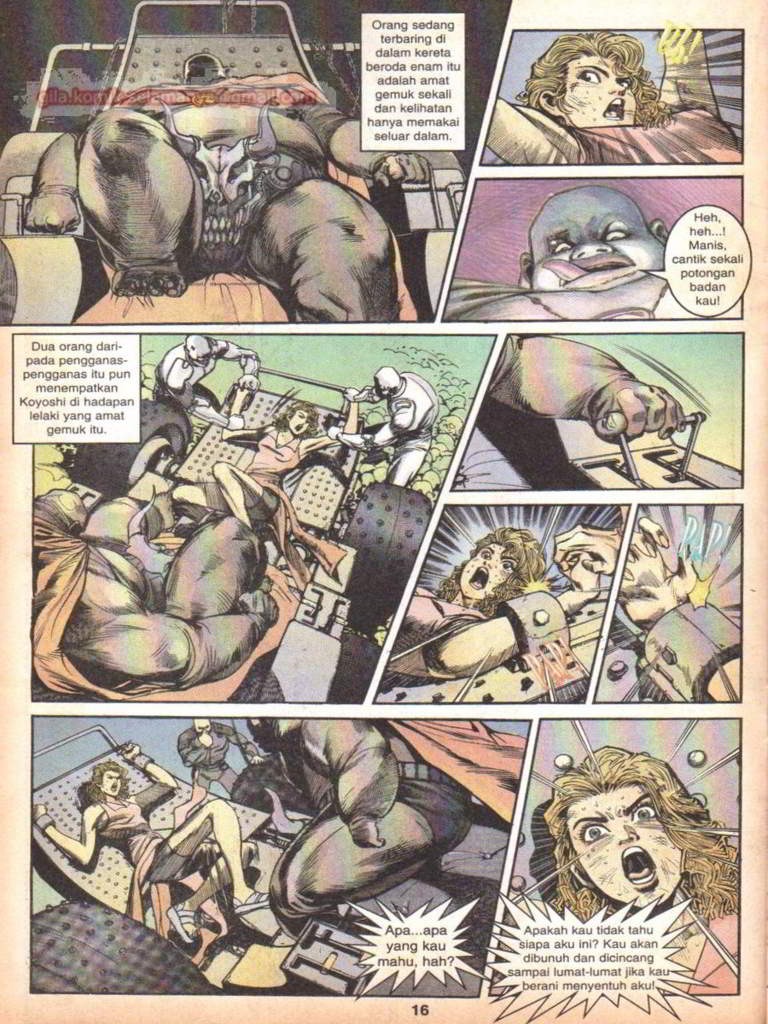 Orang sedang
terbaring di
dalam kereta
beroda enam itu
adalah amat
gemuk sekali
dan kelihatan
hanya memakai
seluar dalam.
Heh,
heh...!
Manis,
cantik sekali
potongan
badan
kau!
Dua orang dari-
pada pengganas-
pengganas itu pun
menempatkan
Koyoshi di hadapan
lelaki yang amat
gemuk itu.
PAP!
Apa...apa
yang kau
mahu, hah?
Apakah kau tidak tahu
siapa aku ini? Kau akan
dibunuh dan dicincang
sampai lumat-lumat jika kau
berani menyentuh aku!
16